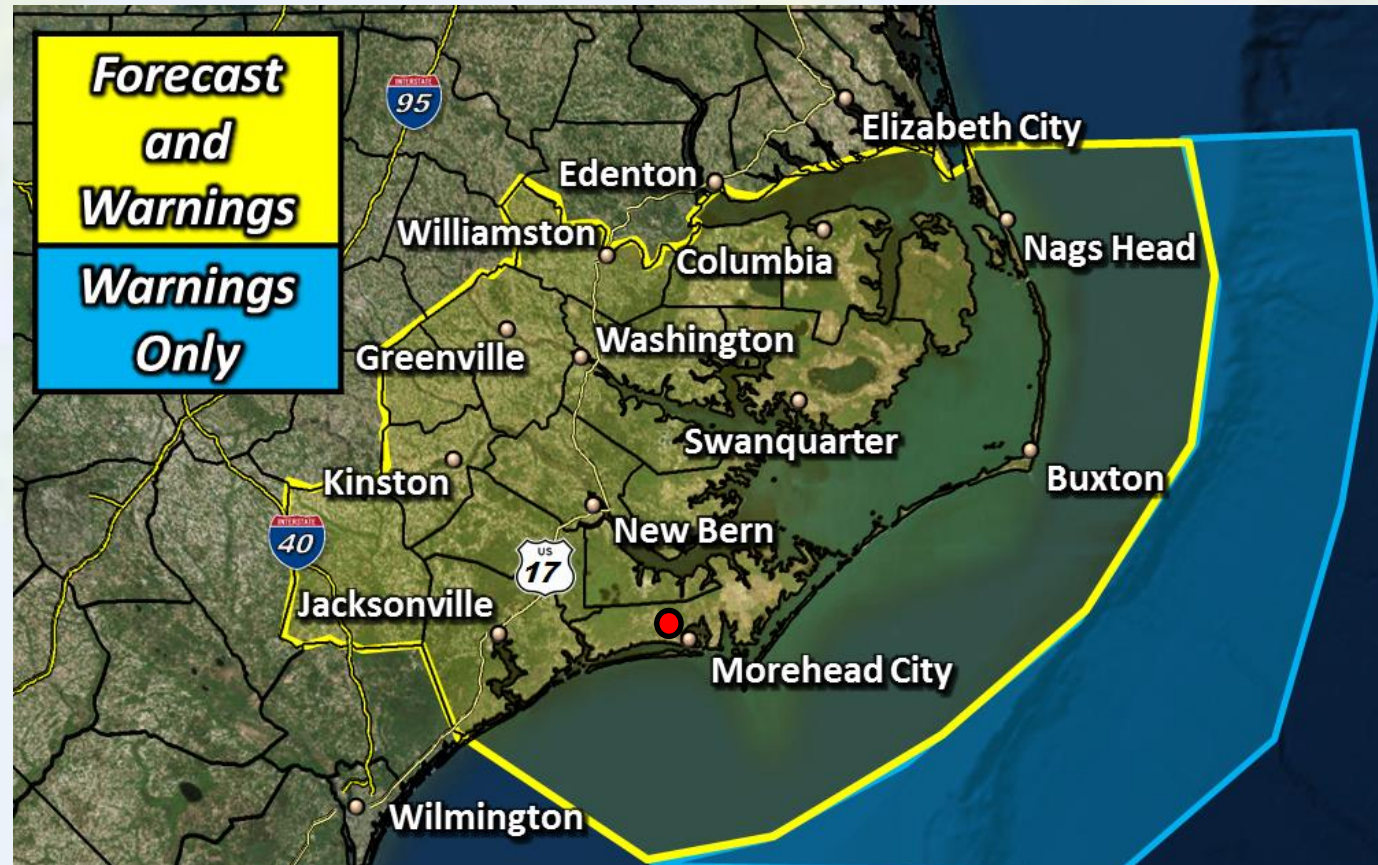 Forecast
and
Warnings
Warnings
Only
INTERSTATE
95
Elizabeth City
Edenton
Williamston
Columbia
Nags Head
Greenville
Washington
Swanquarter
Kinston
Buxton
New Bern
INTERSTATE
40
US
17
Jacksonville
Morehead City
Wilmington